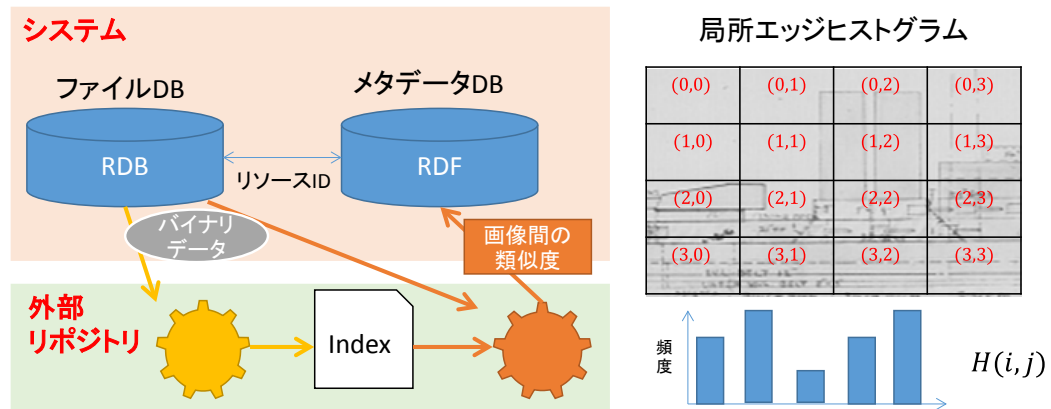 システム
ファイルDB
メタデータDB
RDB
RDF
リソースID
バイナリ
データ
画像間の
類似度
外部
リポジトリ
Index
局所エッジヒストグラム
(0,0) (0,1) (0,2) (0,3)
(1,0) (1,1) (1,2) (1,3)
(2,0) (2,1) (2,2) (2,3)
(3,0) (3,1) (3,2) (3,3)
頻
度
H(i,j)